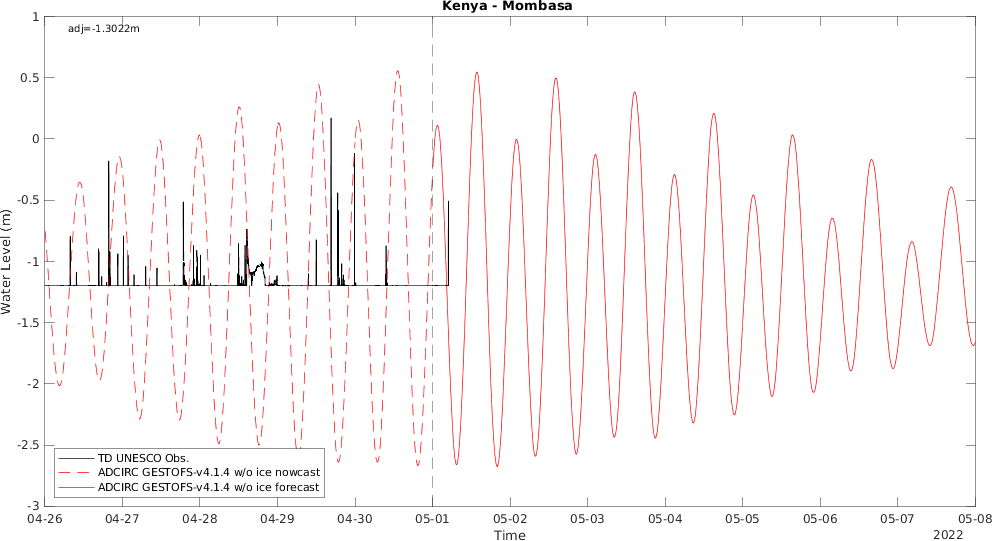 Kenya - Mombasa
adj=-1.3022m
1
0.5
0
-0.5
-1
-1.5
-2
-2.5
-3
Water Level (m)
TD UNESCO Obs.
ADCIRC GESTOFS-v4.1.4 w/o ice nowcast
ADCIRC GESTOFS-v4.1.4 w/o ice forecast
04-26 04-27 04-28 04-29 04-30 05-01 05-02 05-03 05-04 05-05 05-06 05-07 05-08
Time
2022